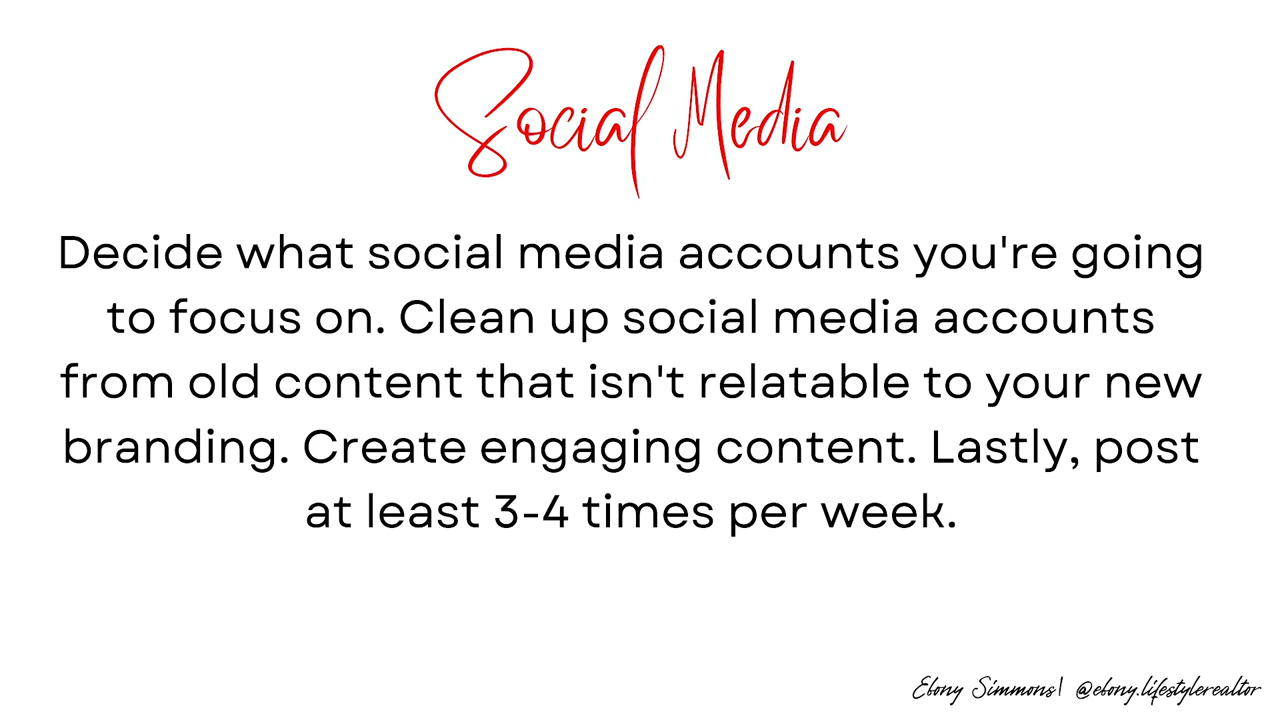 Social Media
Decide what social media accounts you're going
to focus on. Clean up social media accounts
from old content that isn't relatable to your new
branding. Create engaging content. Lastly, post
at least 3-4 times per week.
Ebony Simmons| @ebony.lifestylerealtor